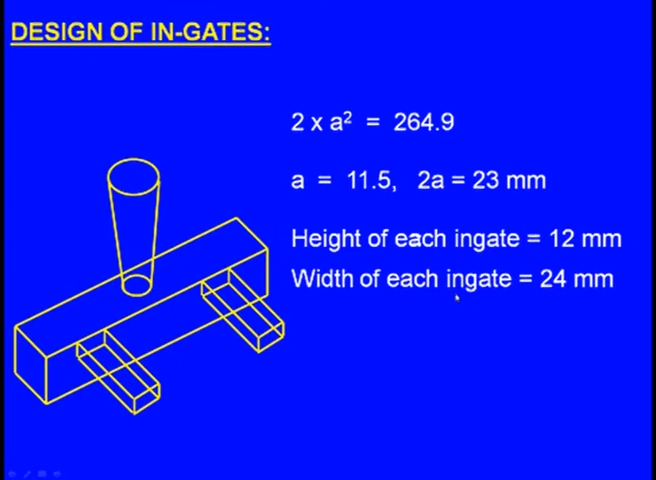 DESIGN OF IN-GATES:
2 x a² = 264.9
a = 11.5, 2a = 23 mm
Height of each ingate = 12 mm
Width of each ingate = 24 mm